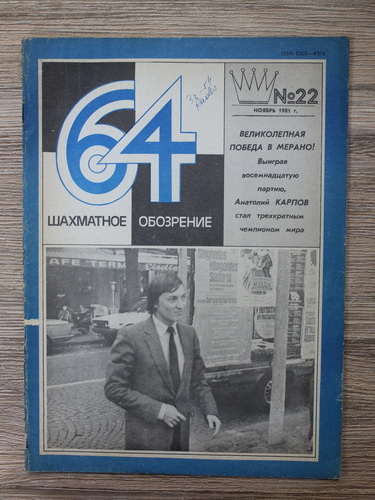 №22
НОЯБРЬ 1981 г.
64
ШАХМАТНОЕ ОБОЗРЕНИЕ
ВЕЛИКОЛЕПНАЯ
ПОБЕДА В МЕРАНО!
Выиграв
восемнадцатую
партию,
Анатолий КАРПОВ
стал трехкратным
чемпионом мира